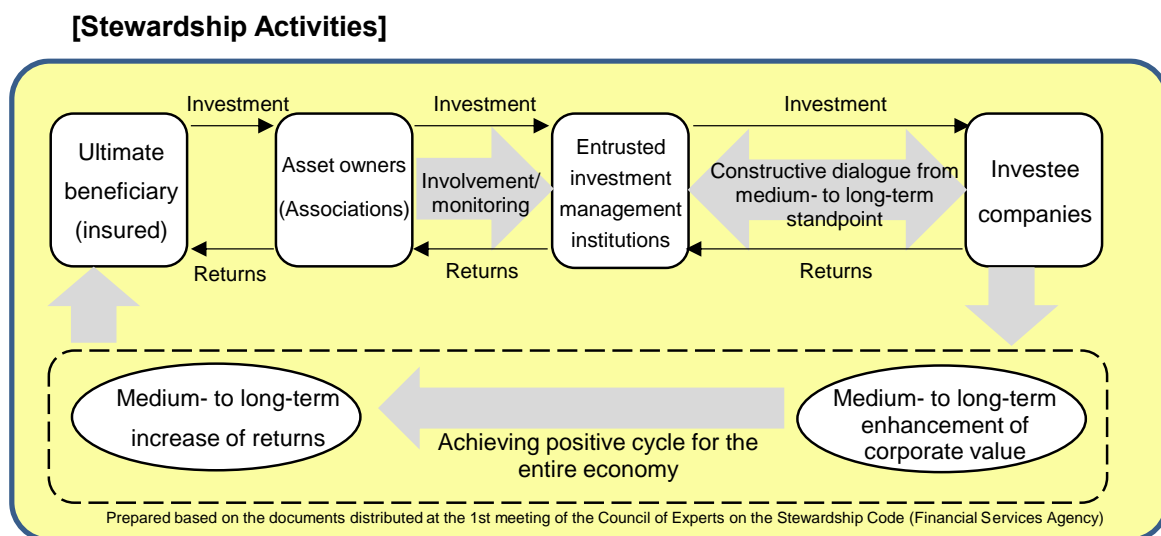 [Stewardship Activities]
Investment
Investment
Investment
Ultimate
beneficiary
(insured)
Asset owners
(Associations)
Involvement/
monitoring
Entrusted
investment
management
institutions
Constructive dialogue from
medium- to long-term
standpoint
Investee
companies
Returns
Returns
Returns
Medium- to long-term
increase of returns
Achieving positive cycle for the
entire economy
Medium- to long-term
enhancement of
corporate value
Prepared based on the documents distributed at the 1st meeting of the Council of Experts on the Stewardship Code (Financial Services Agency)